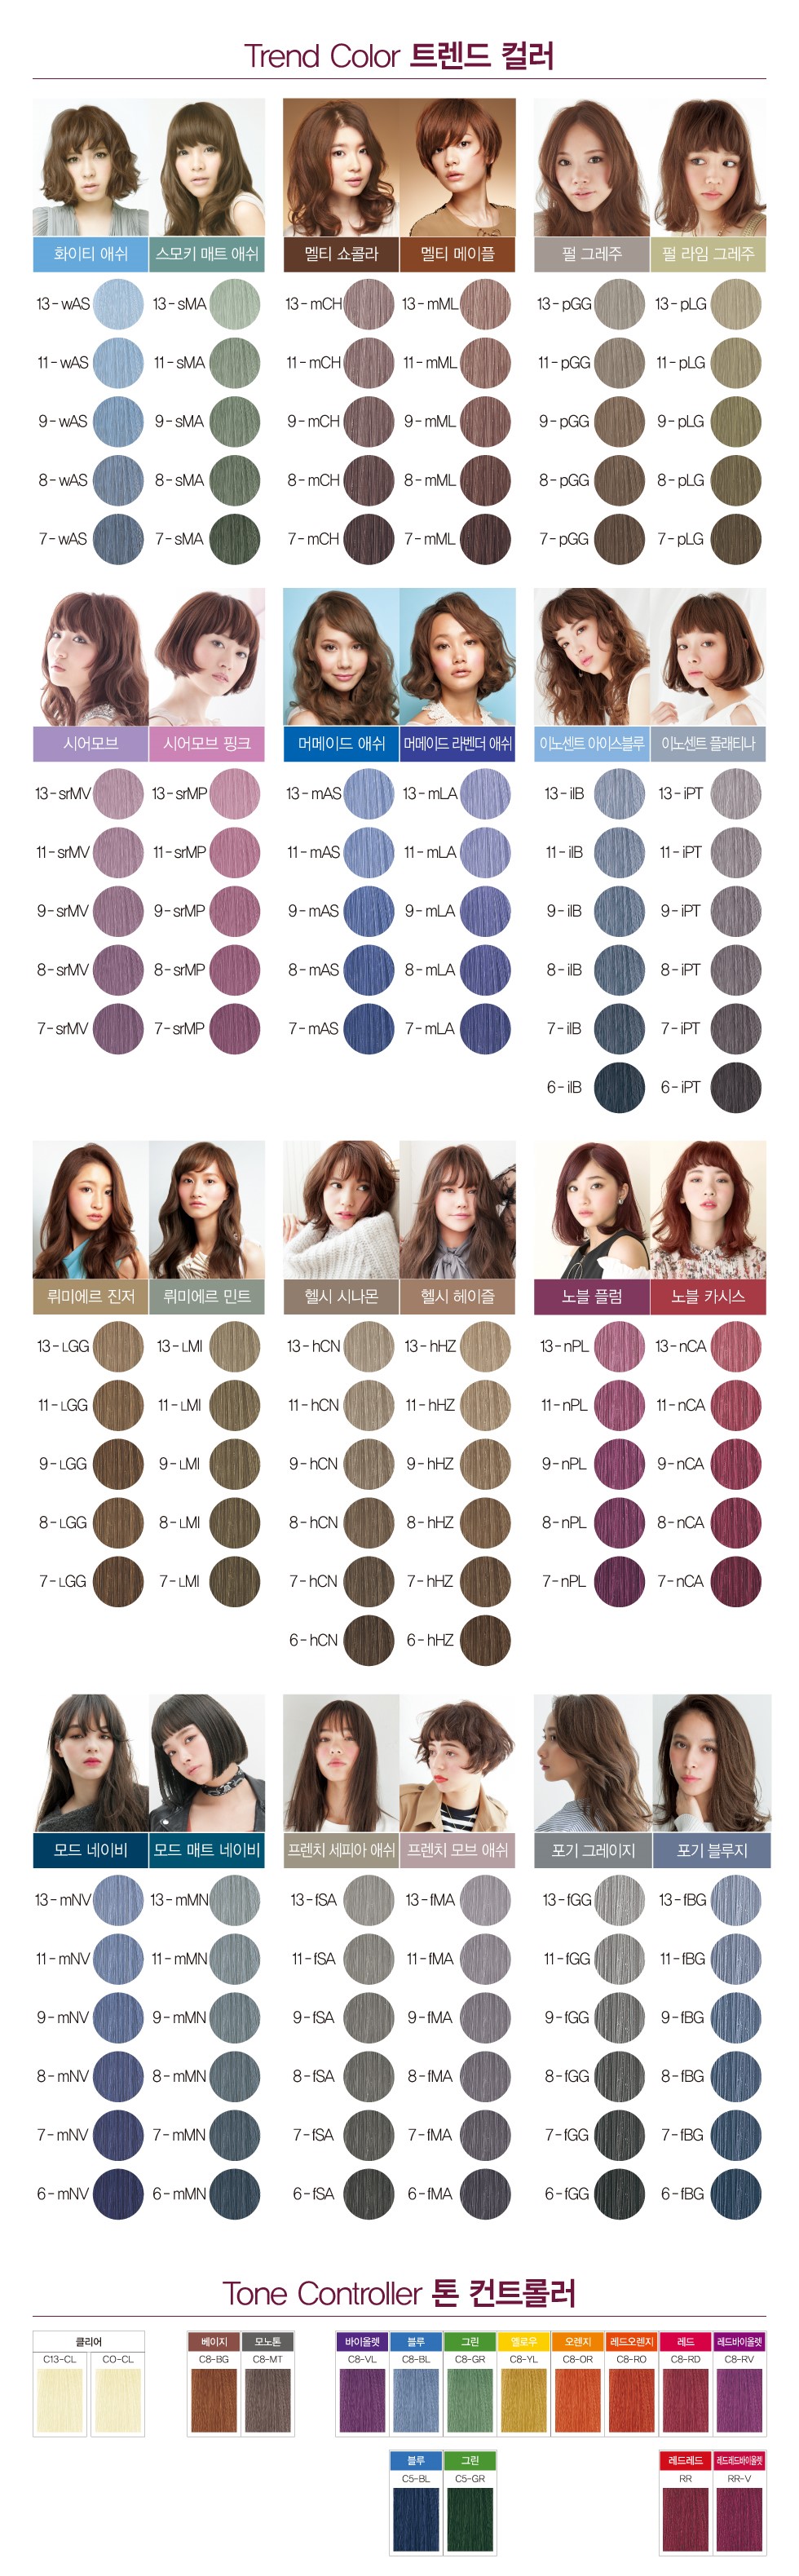 Trend Color 트렌드 컬러
화이티 애쉬 스모키 매트 애쉬 멜티 쇼콜라 멜티 메이플 펄 그레주 펄 라임 그레주
13-wAS 13-sMA 13-mCH 13-mML 13-pGG 13-pLG
11-wAS 11-sMA 11-mCH 11-mML 11-pGG 11-pLG
9-wAS 9-sMA 9-mCH 9-mML 9-pGG 9-pLG
8-wAS 8-sMA 8-mCH 8-mML 8-pGG 8-pLG
7-wAS 7-sMA 7-mCH 7-mML 7-pGG 7-pLG
시어모브 시어모브 핑크 머메이드 애쉬 머메이드 라벤더 애쉬 이노센트 아이스블루 이노센트 플래티나
13-srMV 13-srMP 13-mAS 13-mLA 13-iIB 13-iPT
11-srMV 11-srMP 11-mAS 11-mLA 11-iIB 11-iPT
9-srMV 9-srMP 9-mAS 9-mLA 9-iIB 9-iPT
8-srMV 8-srMP 8-mAS 8-mLA 8-iIB 8-iPT
7-srMV 7-srMP 7-mAS 7-mLA 7-iIB 7-iPT
6-iIB 6-iPT
뤼미에르 진저 뤼미에르 민트 헬시 시나몬 헬시 헤이즐 노블 플럼 노블 카시스
13-LGG 13-LMI 13-hCN 13-hHZ 13-nPL 13-nCA
11-LGG 11-LMI 11-hCN 11-hHZ 11-nPL 11-nCA
9-LGG 9-LMI 9-hCN 9-hHZ 9-nPL 9-nCA
8-LGG 8-LMI 8-hCN 8-hHZ 8-nPL 8-nCA
7-LGG 7-LMI 7-hCN 7-hHZ 7-nPL 7-nCA
6-hCN 6-hHZ
모드 네이비 모드 매트 네이비 프렌치 세피아 애쉬 프렌치 모브 애쉬 포기 그레이지 포기 블루지
13-mNV 13-mMN 13-fSA 13-fMA 13-fGG 13-fBG
11-mNV 11-mMN 11-fSA 11-fMA 11-fGG 11-fBG
9-mNV 9-mMN 9-fSA 9-fMA 9-fGG 9-fBG
8-mNV 8-mMN 8-fSA 8-fMA 8-fGG 8-fBG
7-mNV 7-mMN 7-fSA 7-fMA 7-fGG 7-fBG
6-mNV 6-mMN 6-fSA 6-fMA 6-fGG 6-fBG
Tone Controller 톤 컨트롤러
클리어 베이지 모노톤 바이올렛 블루 그린 옐로우 오렌지 레드오렌지 레드 레드바이올렛
C13-CL CO-CL C8-BG C8-MT C8-VL C8-BL C8-GR C8-YL C8-OR C8-RO C8-RD C8-RV
블루 그린 레드레드 레드레드바이올렛
C5-BL C5-GR RR RR-V